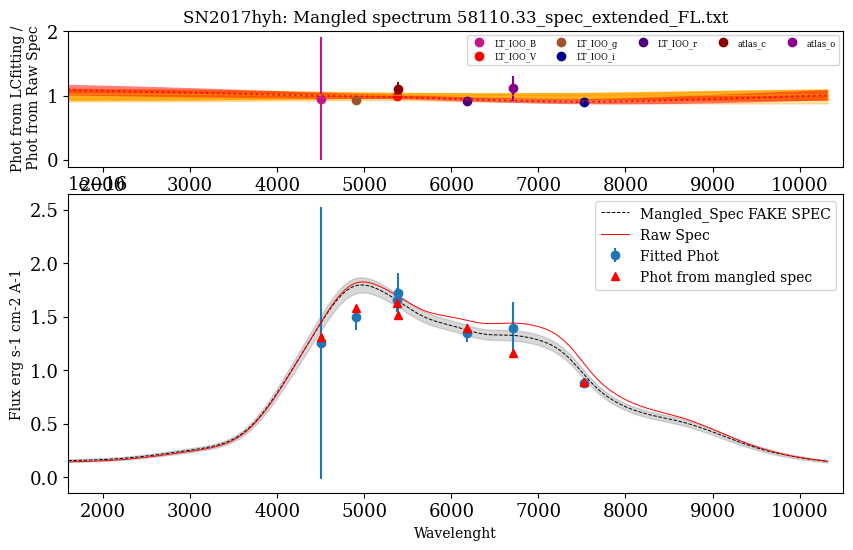 SN2017hyh: Mangled spectrum 58110.33_spec_extended_FL.txt
Phot from LCfitting /
Phot from Raw Spec
2
1
0
LT_IOO_B LT_IOO_g LT_IOO_r atlas_c atlas_o
LT_IOO_V LT_IOO_i
2000 3000 4000 5000 6000 7000 8000 9000 10000
1e−16
Flux erg s-1 cm-2 A-1
2.5
2.0
1.5
1.0
0.5
0.0
Mangled_Spec FAKE SPEC
Raw Spec
Fitted Phot
Phot from mangled spec
2000 3000 4000 5000 6000 7000 8000 9000 10000
Wavelenght